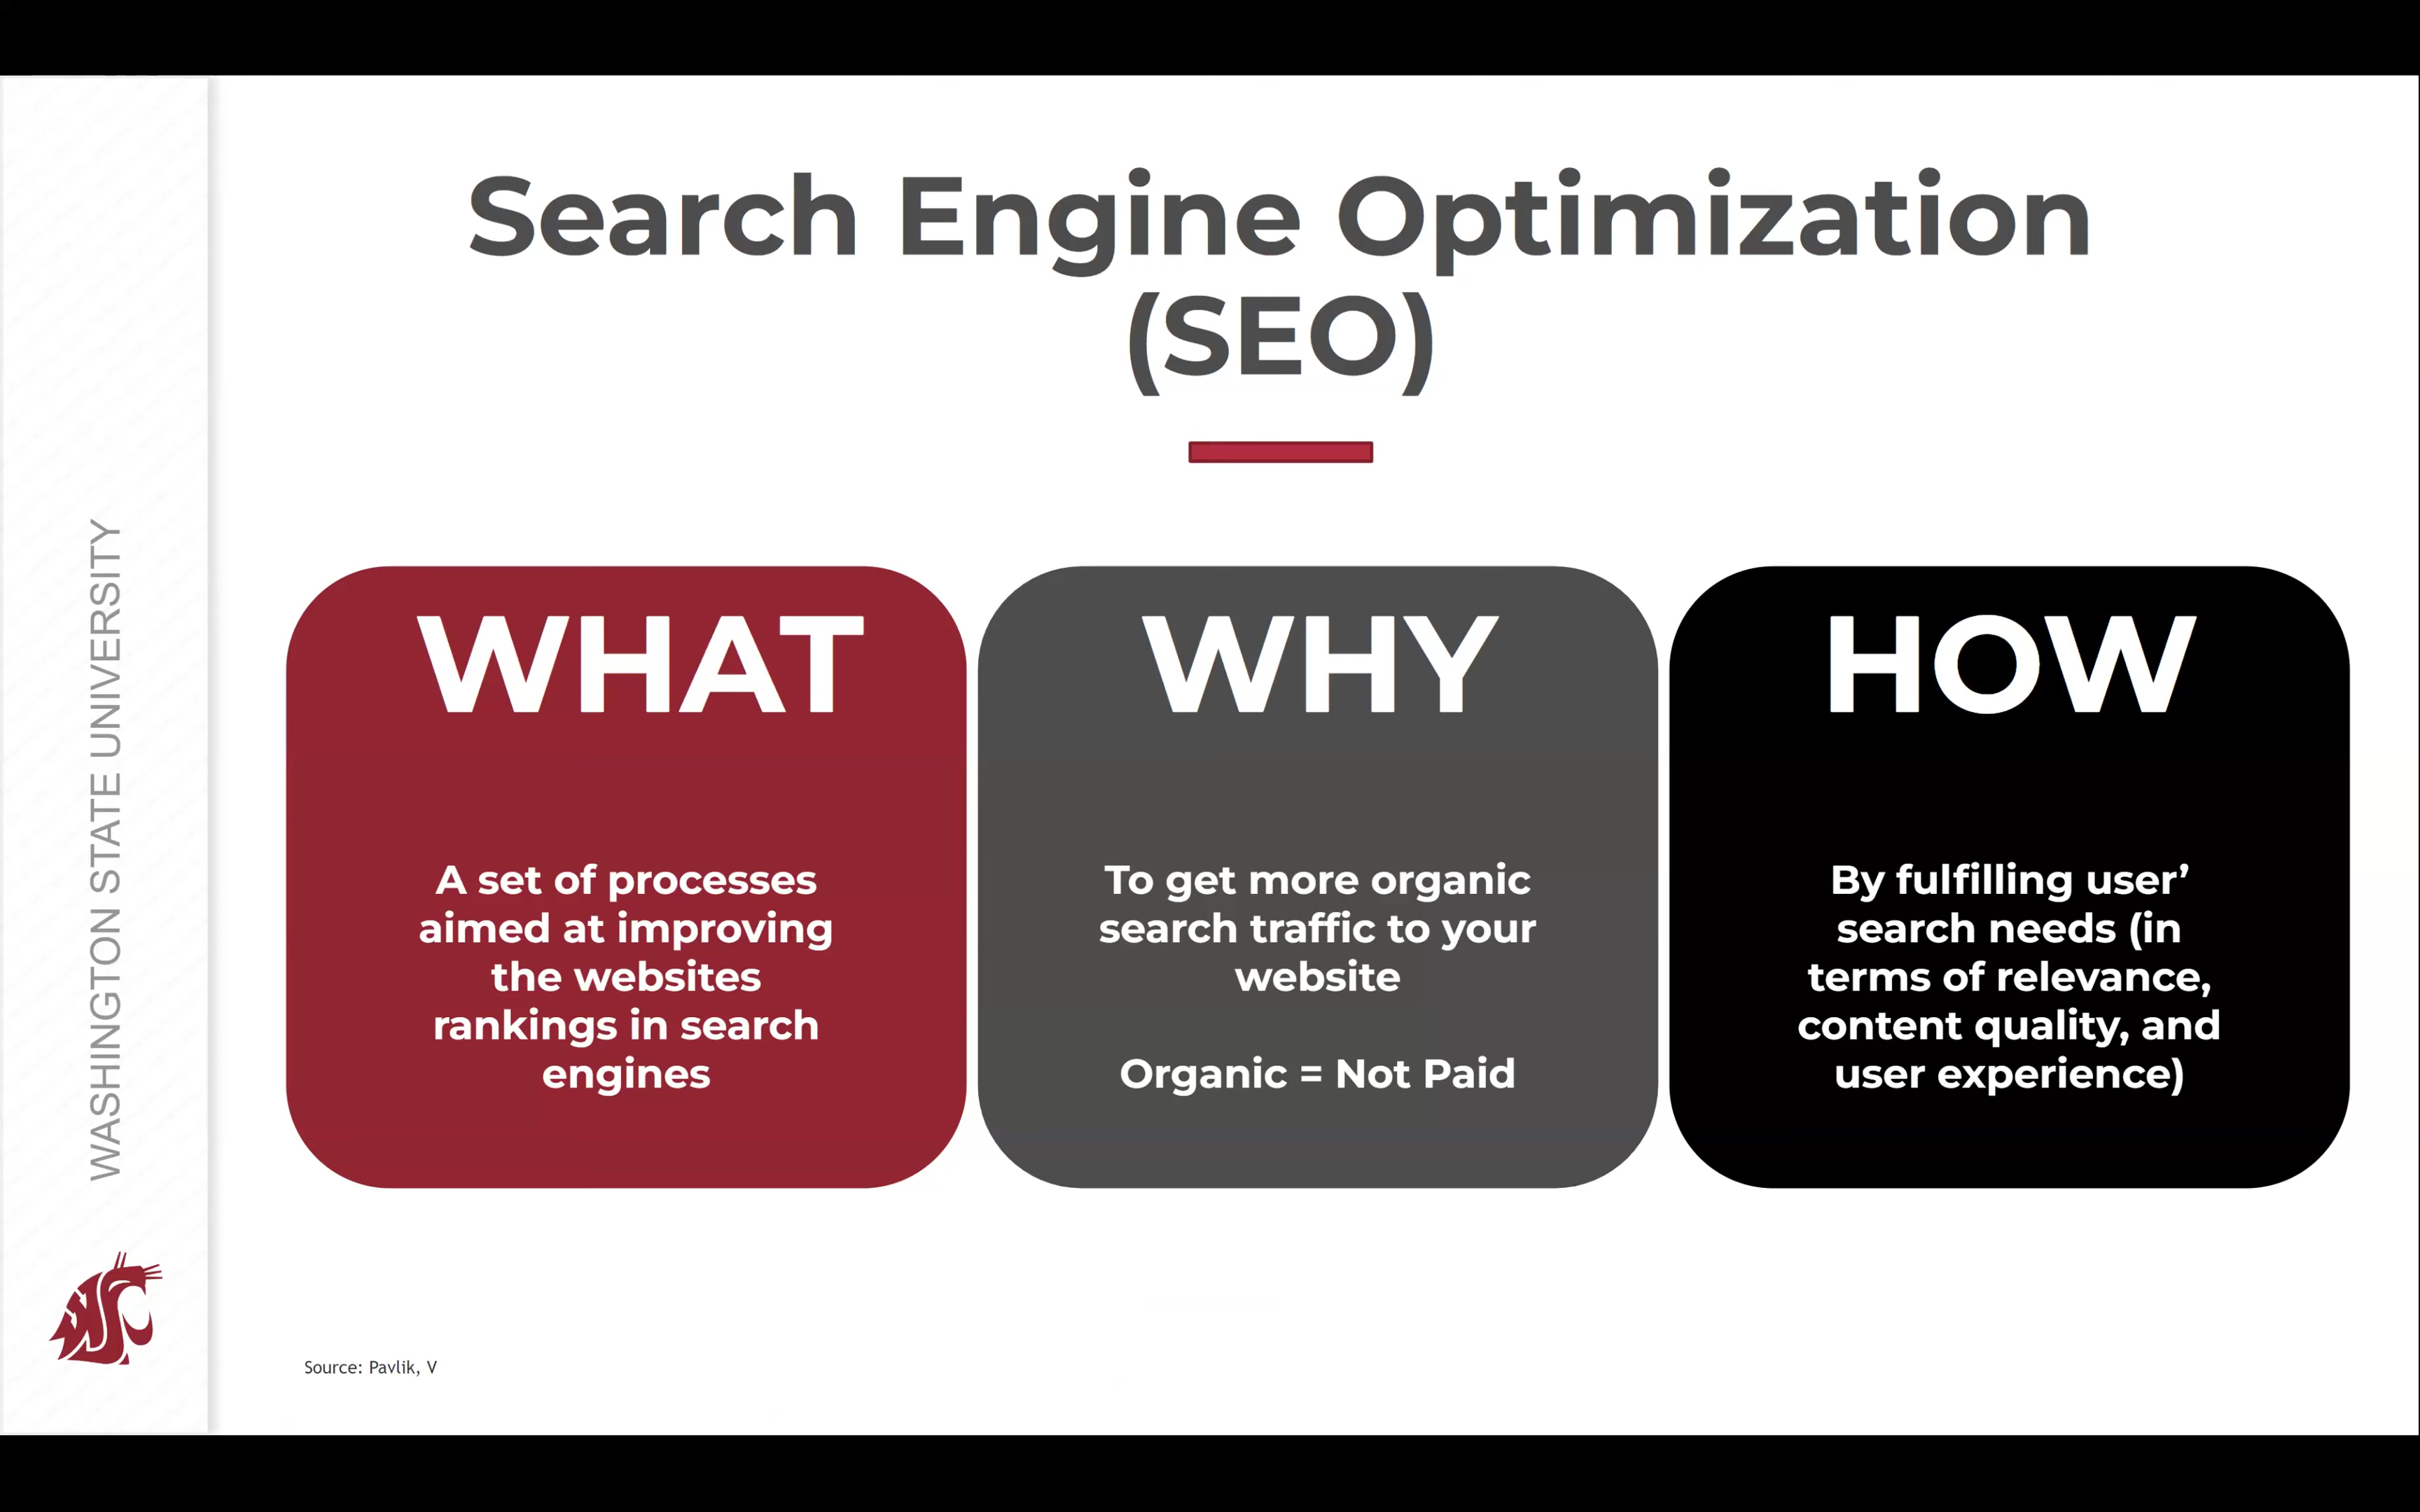 Search Engine Optimization
(SEO)
WHAT
A set of processes
aimed at improving
the websites
rankings in search
engines
WHY
To get more organic
search traffic to your
website
Organic = Not Paid
HOW
By fulfilling user’
search needs (in
terms of relevance,
content quality, and
user experience)
WASHINGTON STATE UNIVERSITY
WSC
Source: Pavlik, V